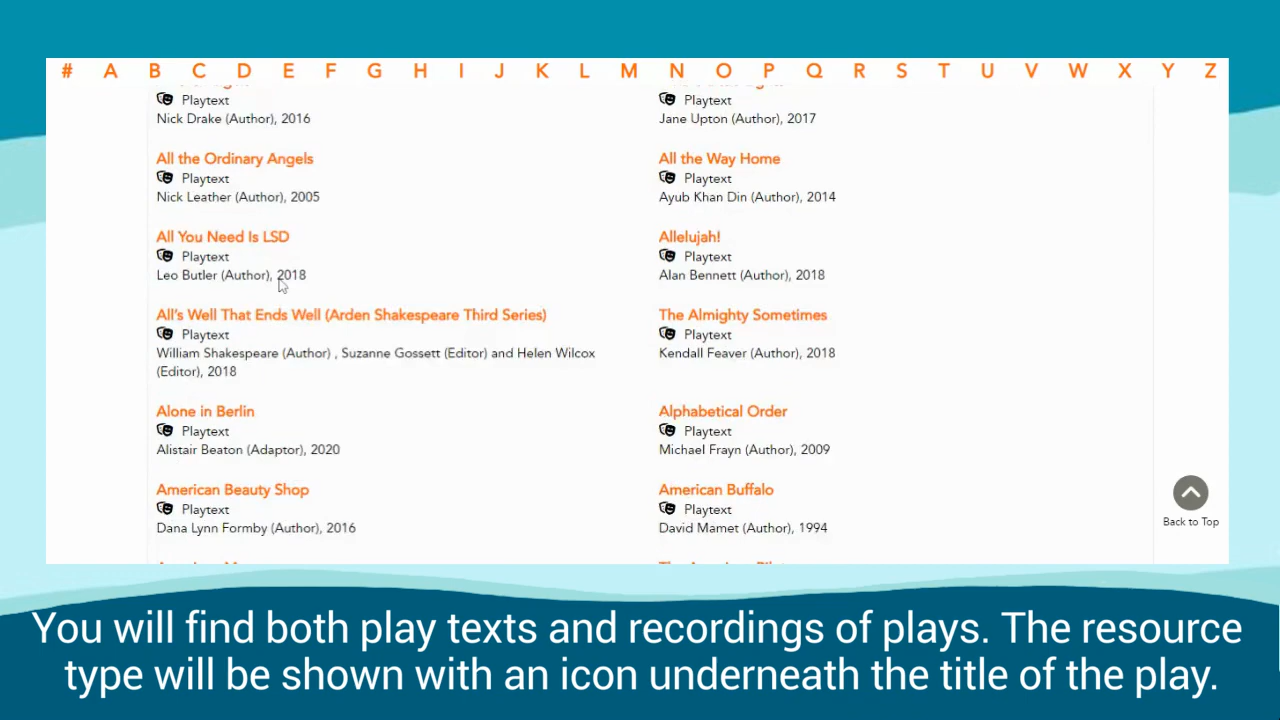 # A B C D E F G H I J K L M N O P Q R S T U V W X Y Z
Playtext
Nick Drake (Author), 2016
Playtext
Jane Upton (Author), 2017
All the Ordinary Angels
Playtext
Nick Leather (Author), 2005
All the Way Home
Playtext
Ayub Khan Din (Author), 2014
All You Need Is LSD
Playtext
Leo Butler (Author), 2018
Allelujah!
Playtext
Alan Bennett (Author), 2018
All's Well That Ends Well (Arden Shakespeare Third Series)
Playtext
William Shakespeare (Author) , Suzanne Gossett (Editor) and Helen Wilcox
(Editor), 2018
The Almighty Sometimes
Playtext
Kendall Feaver (Author), 2018
Alone in Berlin
Playtext
Alistair Beaton (Adaptor), 2020
Alphabetical Order
Playtext
Michael Frayn (Author), 2009
American Beauty Shop
Playtext
Dana Lynn Formby (Author), 2016
American Buffalo
Playtext
David Mamet (Author), 1994
Back to Top
You will find both play texts and recordings of plays. The resource
type will be shown with an icon underneath the title of the play.